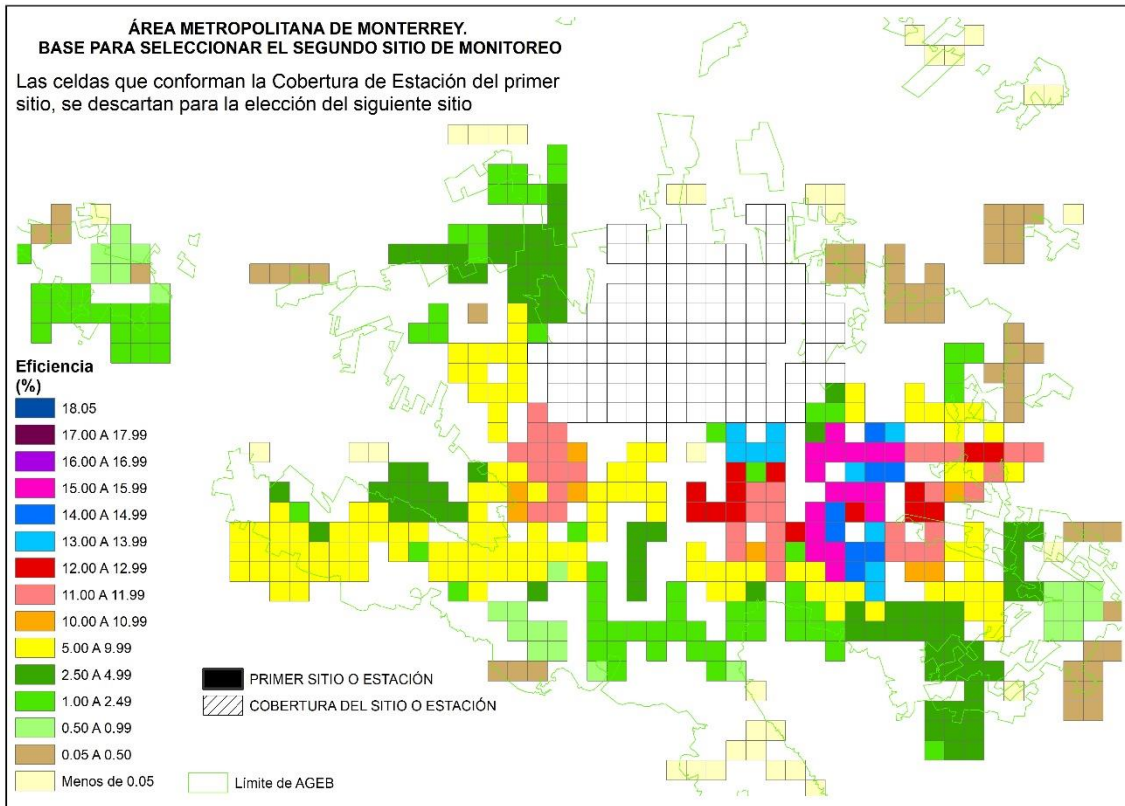 ÁREA METROPOLITANA DE MONTERREY.
BASE PARA SELECCIONAR EL SEGUNDO SITIO DE MONITOREO
Las celdas que conforman la Cobertura de Estación del primer
sitio, se descartan para la elección del siguiente sitio
Eficiencia
(%)
18.05
17.00 A 17.99
16.00 A 16.99
15.00 A 15.99
14.00 A 14.99
13.00 A 13.99
12.00 A 12.99
11.00 A 11.99
10.00 A 10.99
5.00 A 9.99
2.50 A 4.99
1.00 A 2.49
0.50 A 0.99
0.05 A 0.50
Menos de 0.05
PRIMER SITIO O ESTACIÓN
COBERTURA DEL SITIO O ESTACIÓN
Límite de AGEB